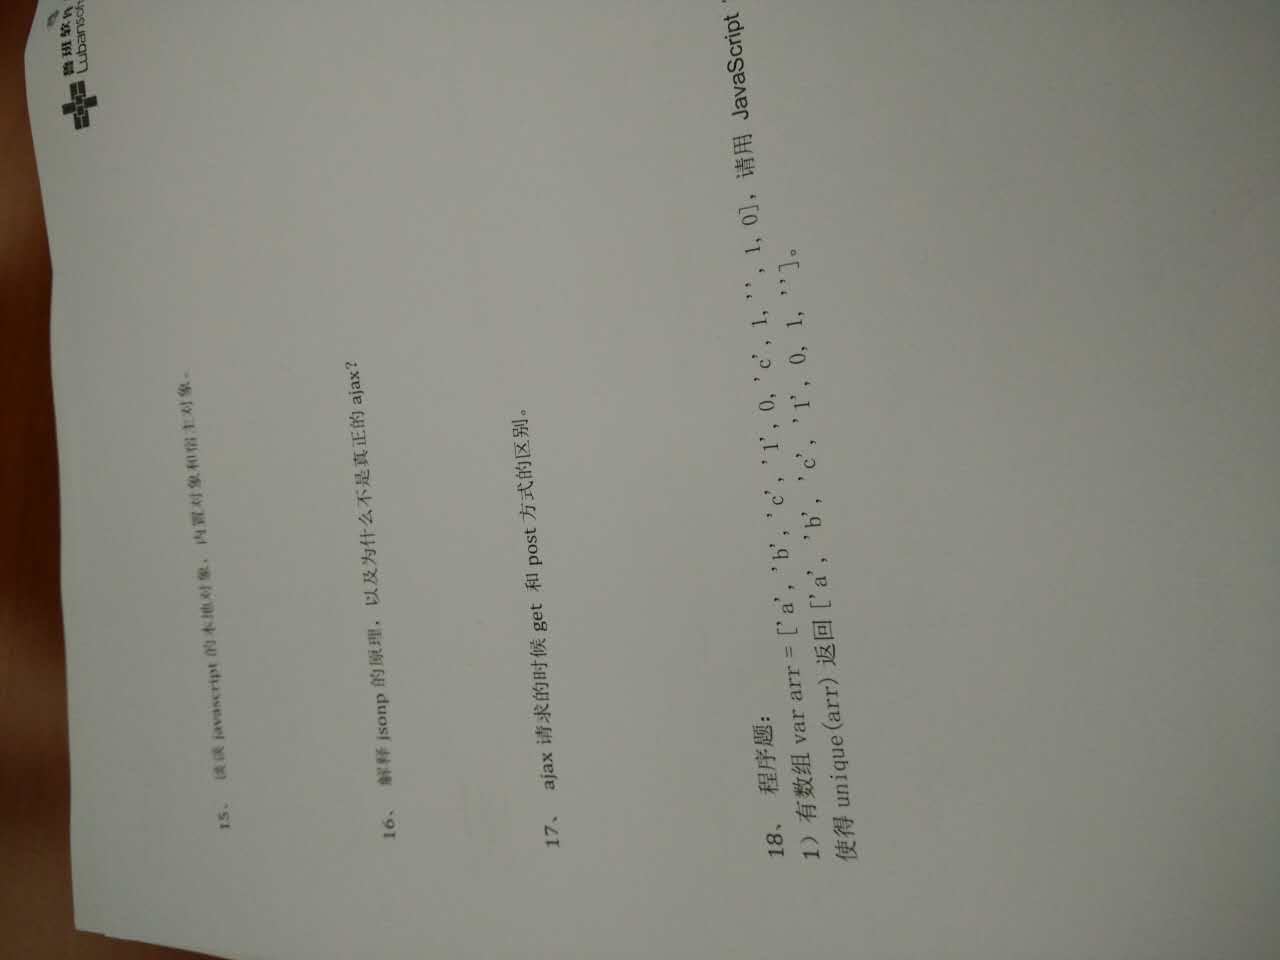 鲁班软件
Lubansoft
15、 谈谈 javascript 的本地对象、内置对象和宿主对象。
16、 解释 jsonp 的原理，以及为什么不是真正的 ajax？
17、 ajax 请求的时候 get 和 post 方式的区别。
18、 程序题：
1）有数组 var arr = ['a', 'b', 'c', '1', 0, 'c', 1, '', 1, 0]，请用 JavaScript
使得 unique(arr) 返回 ['a', 'b', 'c', '1', 0, 1, '']。